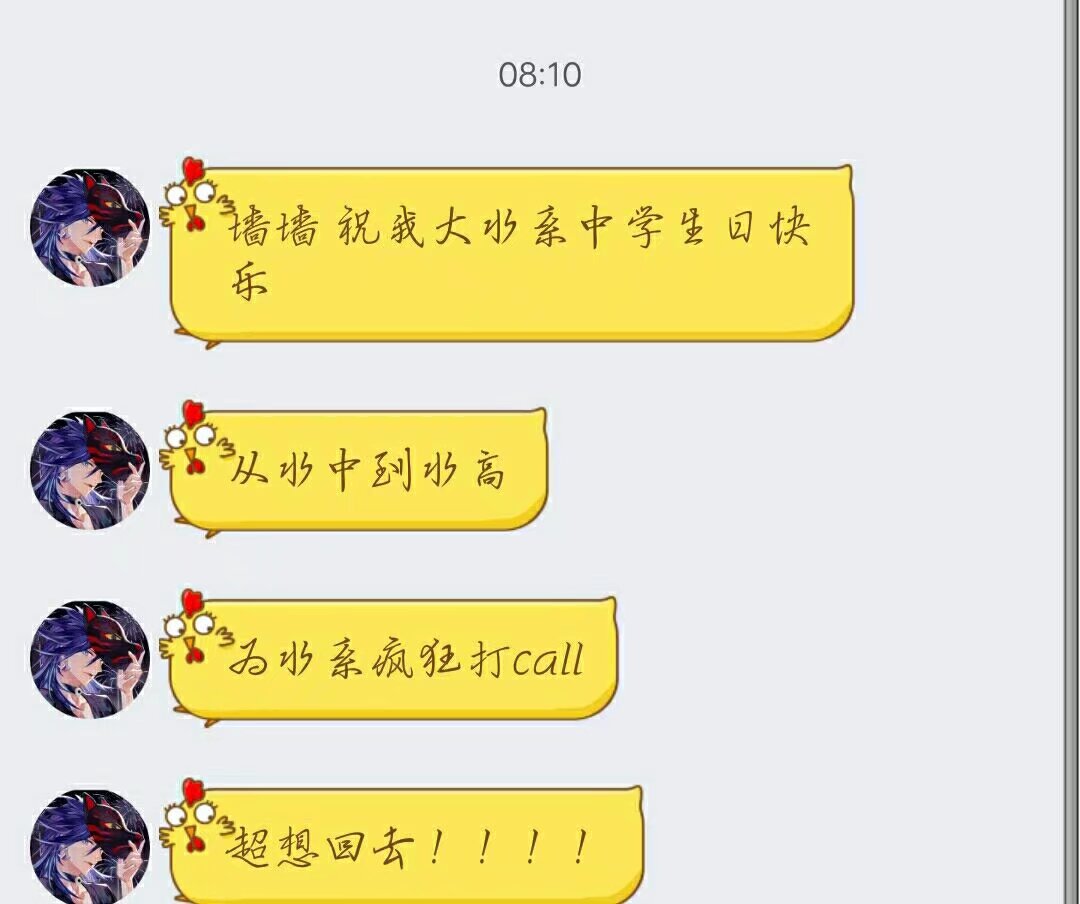 08:10
墙墙 祝我大水系中学生日快
乐
从水中到水高
为水系疯狂打call
超想回去！！！！